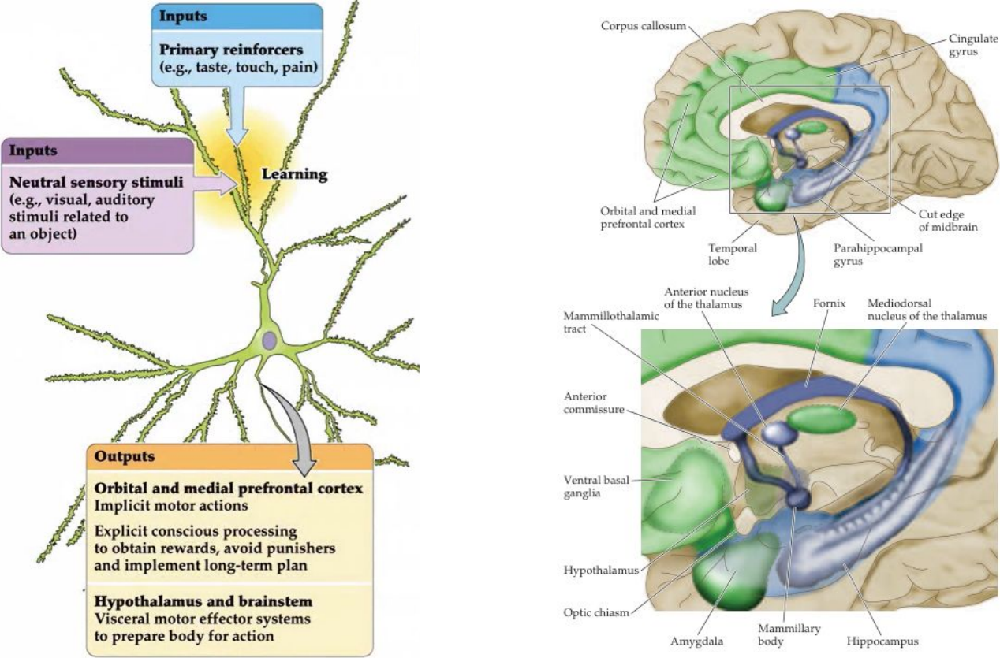 Inputs
Primary reinforcers
(e.g., taste, touch, pain)
Inputs
Neutral sensory stimuli
(e.g., visual, auditory
stimuli related to
an object)
Learning
Outputs
Orbital and medial prefrontal cortex
Implicit motor actions
Explicit conscious processing
to obtain rewards, avoid punishers
and implement long-term plan
Hypothalamus and brainstem
Visceral motor effector systems
to prepare body for action
Corpus callosum
Cingulate
gyrus
Orbital and medial
prefrontal cortex
Temporal
lobe
Parahippocampal
gyrus
Cut edge
of midbrain
Anterior nucleus
of the thalamus
Mammillothalamic
tract
Fornix
Mediodorsal
nucleus of the thalamus
Anterior
commissure
Ventral basal
ganglia
Hypothalamus
Optic chiasm
Amygdala
Mammillary
body
Hippocampus